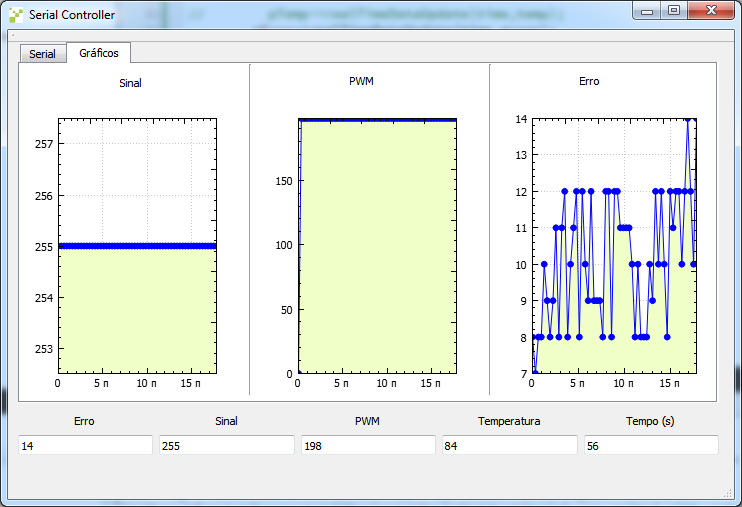 Serial Controller
Serial
Gráficos
Sinal
PWM
Erro
257
256
255
254
253
0
5 π
10 π
15 π
150
100
50
0
0
5 π
10 π
15 π
14
13
12
11
10
9
8
7
0
5 π
10 π
15 π
Erro
Sinal
PWM
Temperatura
Tempo (s)
14
255
198
84
56